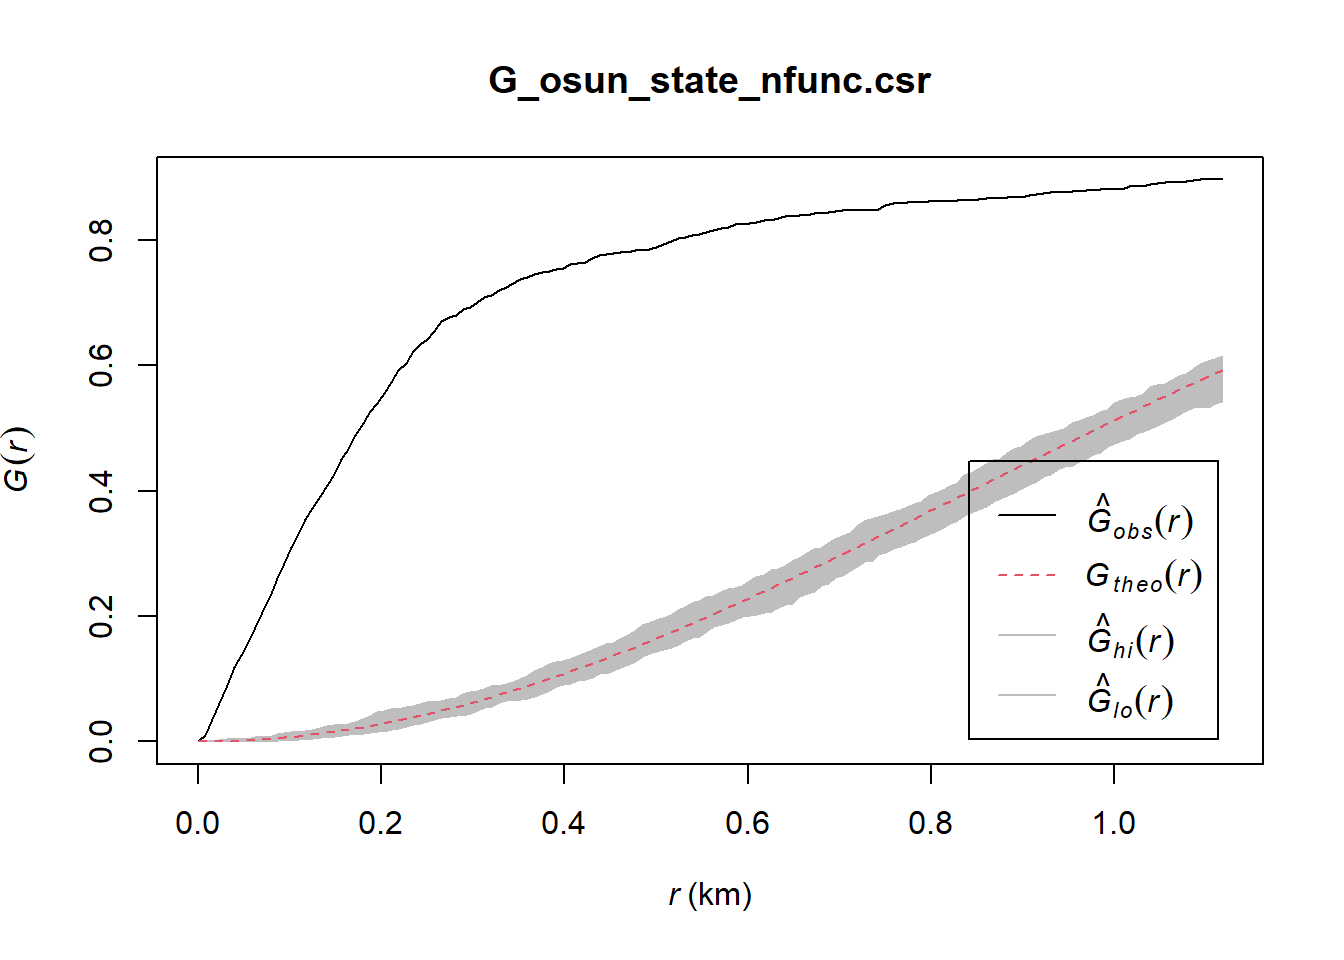 G_osun_state_nfunc.csr
G(r)
0.8
0.6
0.4
0.2
0.0
Ĝobs(r)
Gtheo(r)
Ĝhi(r)
Ĝlo(r)
0.0 0.2 0.4 0.6 0.8 1.0
r (km)